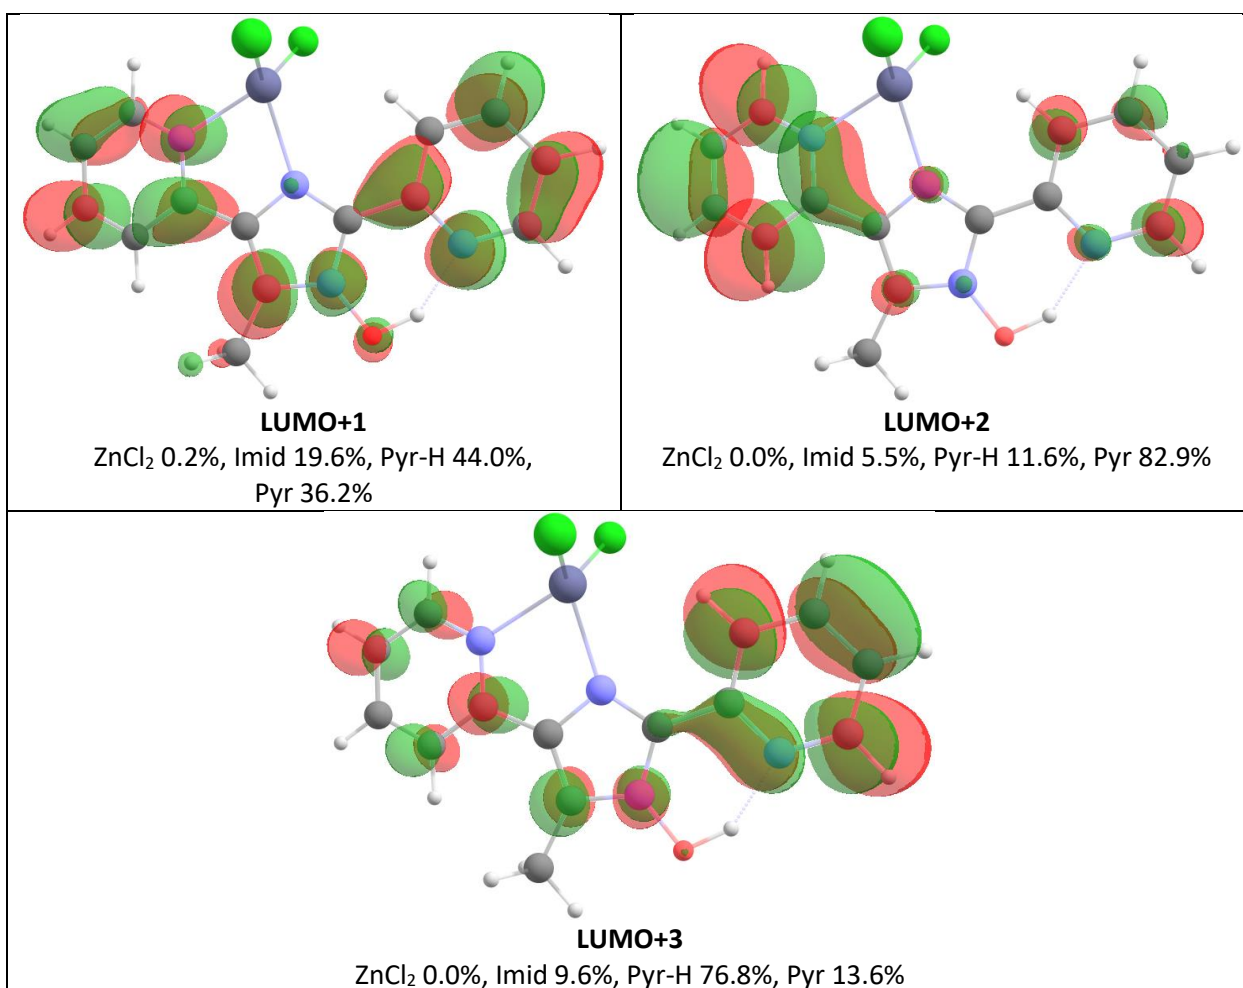 LUMO+1
ZnCl₂ 0.2%, Imid 19.6%, Pyr-H 44.0%,
Pyr 36.2%
LUMO+2
ZnCl₂ 0.0%, Imid 5.5%, Pyr-H 11.6%, Pyr 82.9%
LUMO+3
ZnCl₂ 0.0%, Imid 9.6%, Pyr-H 76.8%, Pyr 13.6%